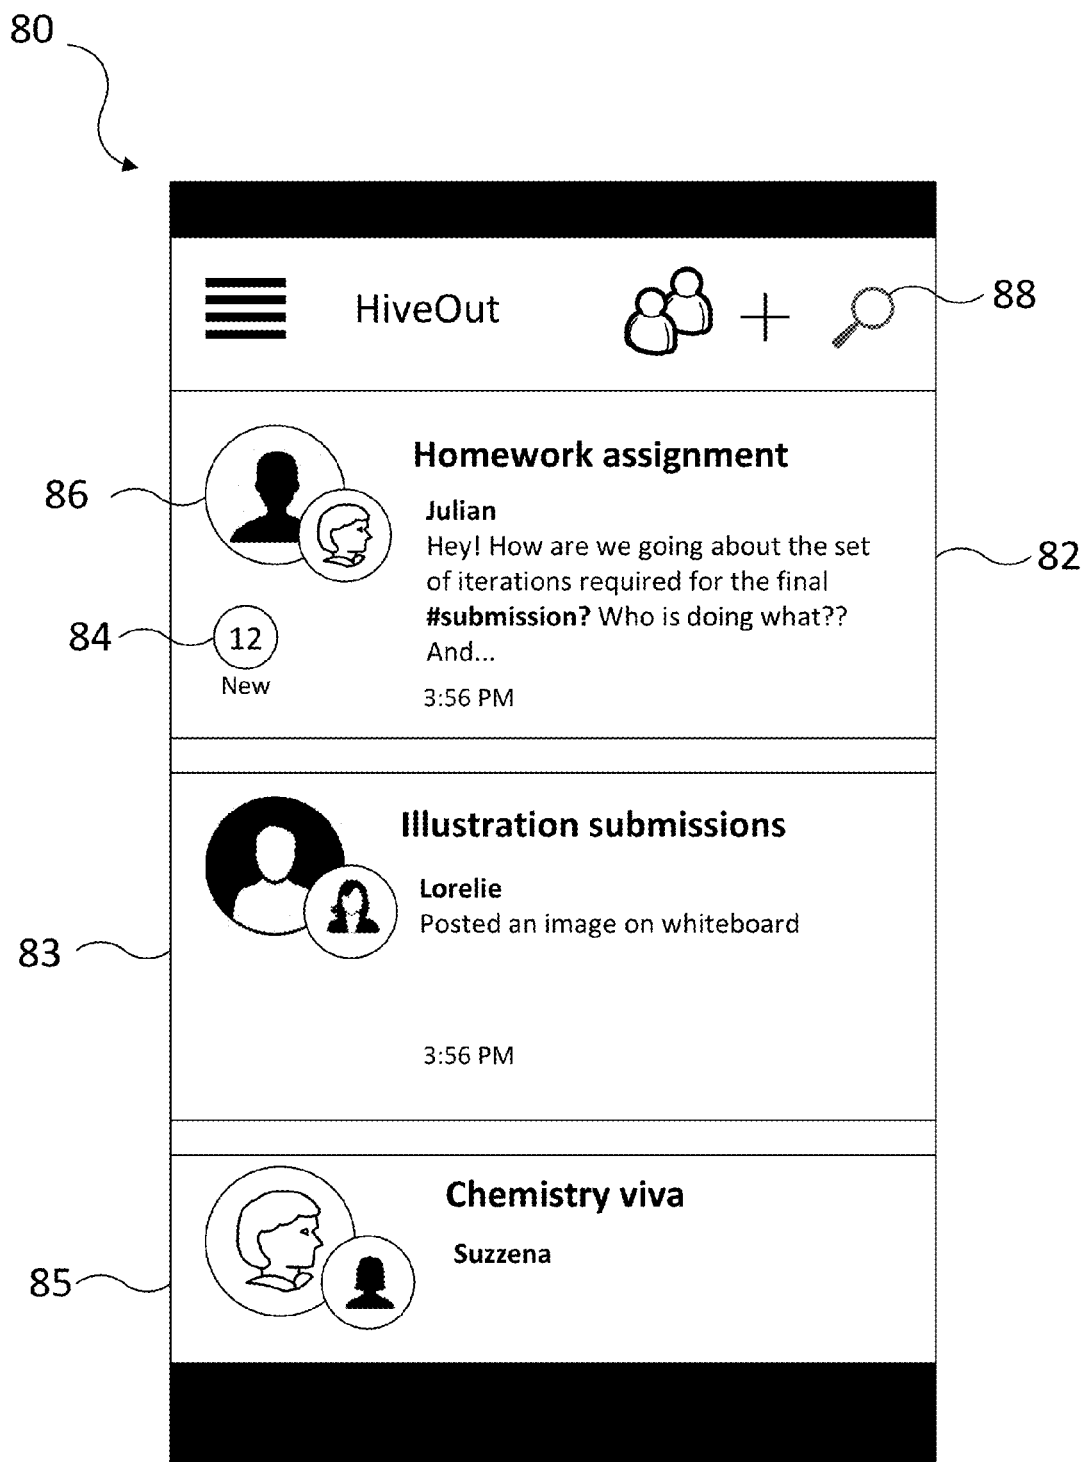 80
HiveOut
88
86
Homework assignment
Julian
Hey! How are we going about the set
of iterations required for the final
#submission? Who is doing what??
And...
3:56 PM
82
84
12
New
Illustration submissions
Lorelie
Posted an image on whiteboard
3:56 PM
83
Chemistry viva
Suzzena
85